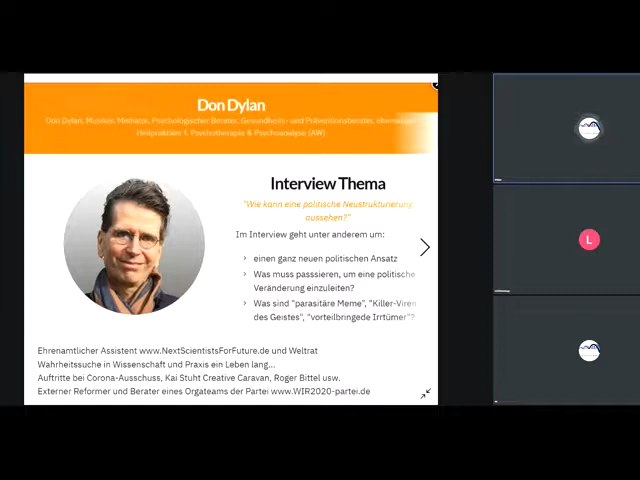 Don Dylan
Don Dylan, Musiker, Mediator, Psychologischer Berater, Gesundheits- und Präventionsberater,
Heilpraktiker f. Psychotherapie & Psychoanalyse (AW)
Interview Thema
"Wie kann eine politische Neustrukturierung
aussehen?"
Im Interview geht unter anderem um:
› einen ganz neuen politischen Ansatz
› Was muss passsieren, um eine politische
Veränderung einzuleiten?
› Was sind "parasitäre Meme", "Killer-Viren
des Geistes", "vorteilbringede Irrtümer"?
Ehrenamtlicher Assistent www.NextScientistsForFuture.de und Weltrat
Wahrheitssuche in Wissenschaft und Praxis ein Leben lang...
Auftritte bei Corona-Ausschuss, Kai Stuht Creative Caravan, Roger Bittel usw.
Externer Reformer und Berater eines Orgateams der Partei www.WIR2020-partei.de
L